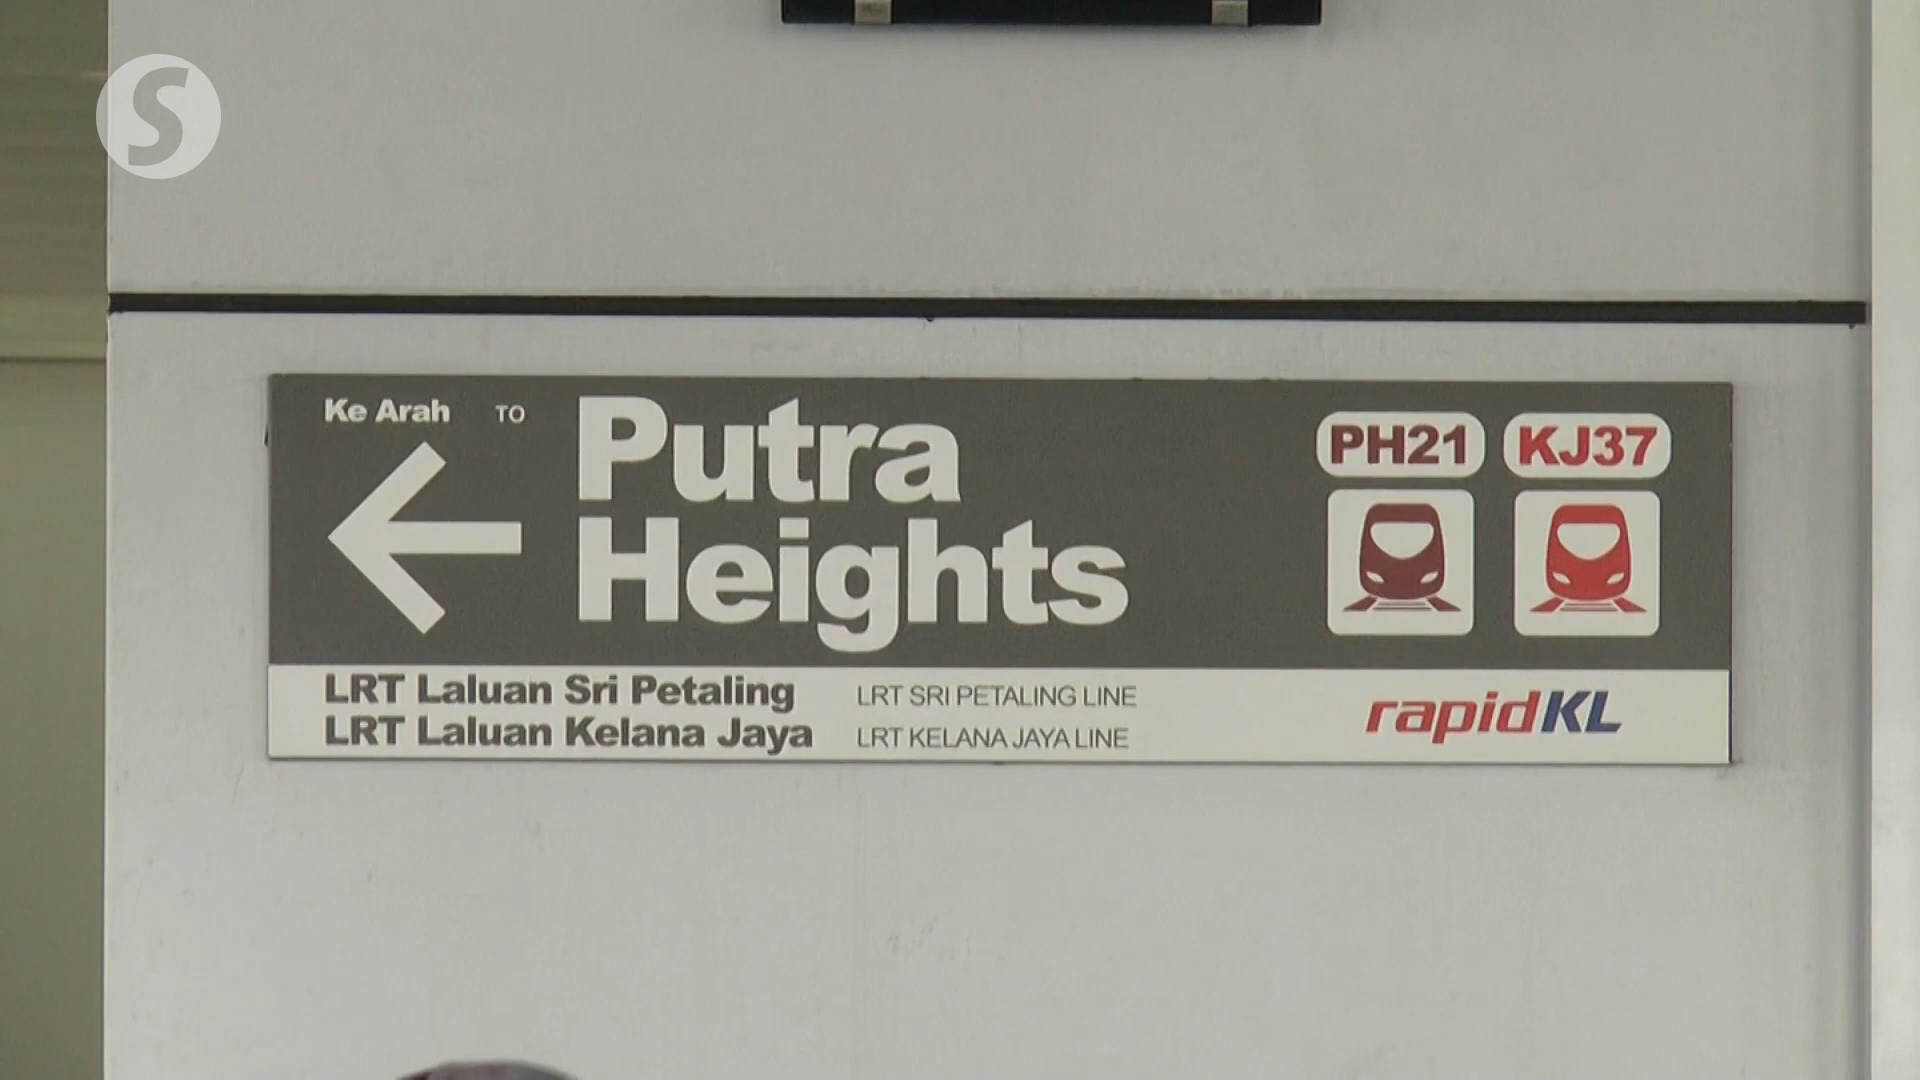 S
Ke Arah TO
Putra
Heights
PH21 KJ37
LRT Laluan Sri Petaling LRT SRI PETALING LINE
LRT Laluan Kelana Jaya LRT KELANA JAYA LINE
rapidKL